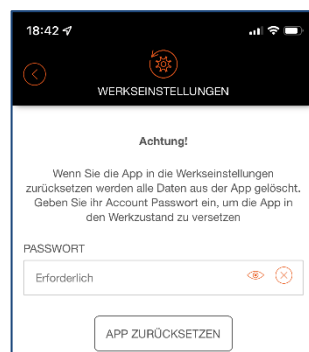 18:42
WERKSEINSTELLUNGEN
Achtung!
Wenn Sie die App in die Werkseinstellungen
zurücksetzen werden alle Daten aus der App gelöscht.
Geben Sie ihr Account Passwort ein, um die App in
den Werkzustand zu versetzen
PASSWORT
Erforderlich
APP ZURÜCKSETZEN